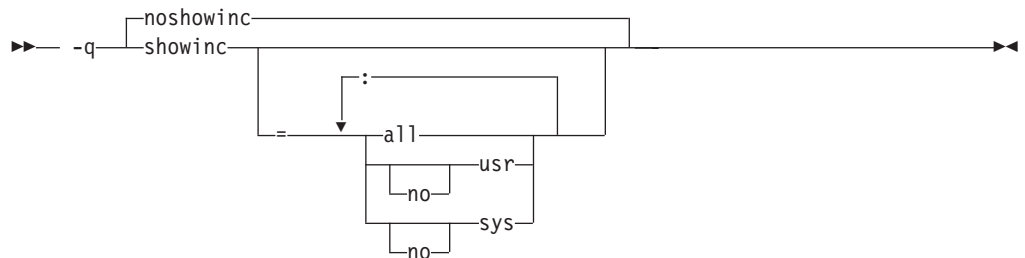 noshowinc
-q showinc
:
= all
usr
no
sys
no